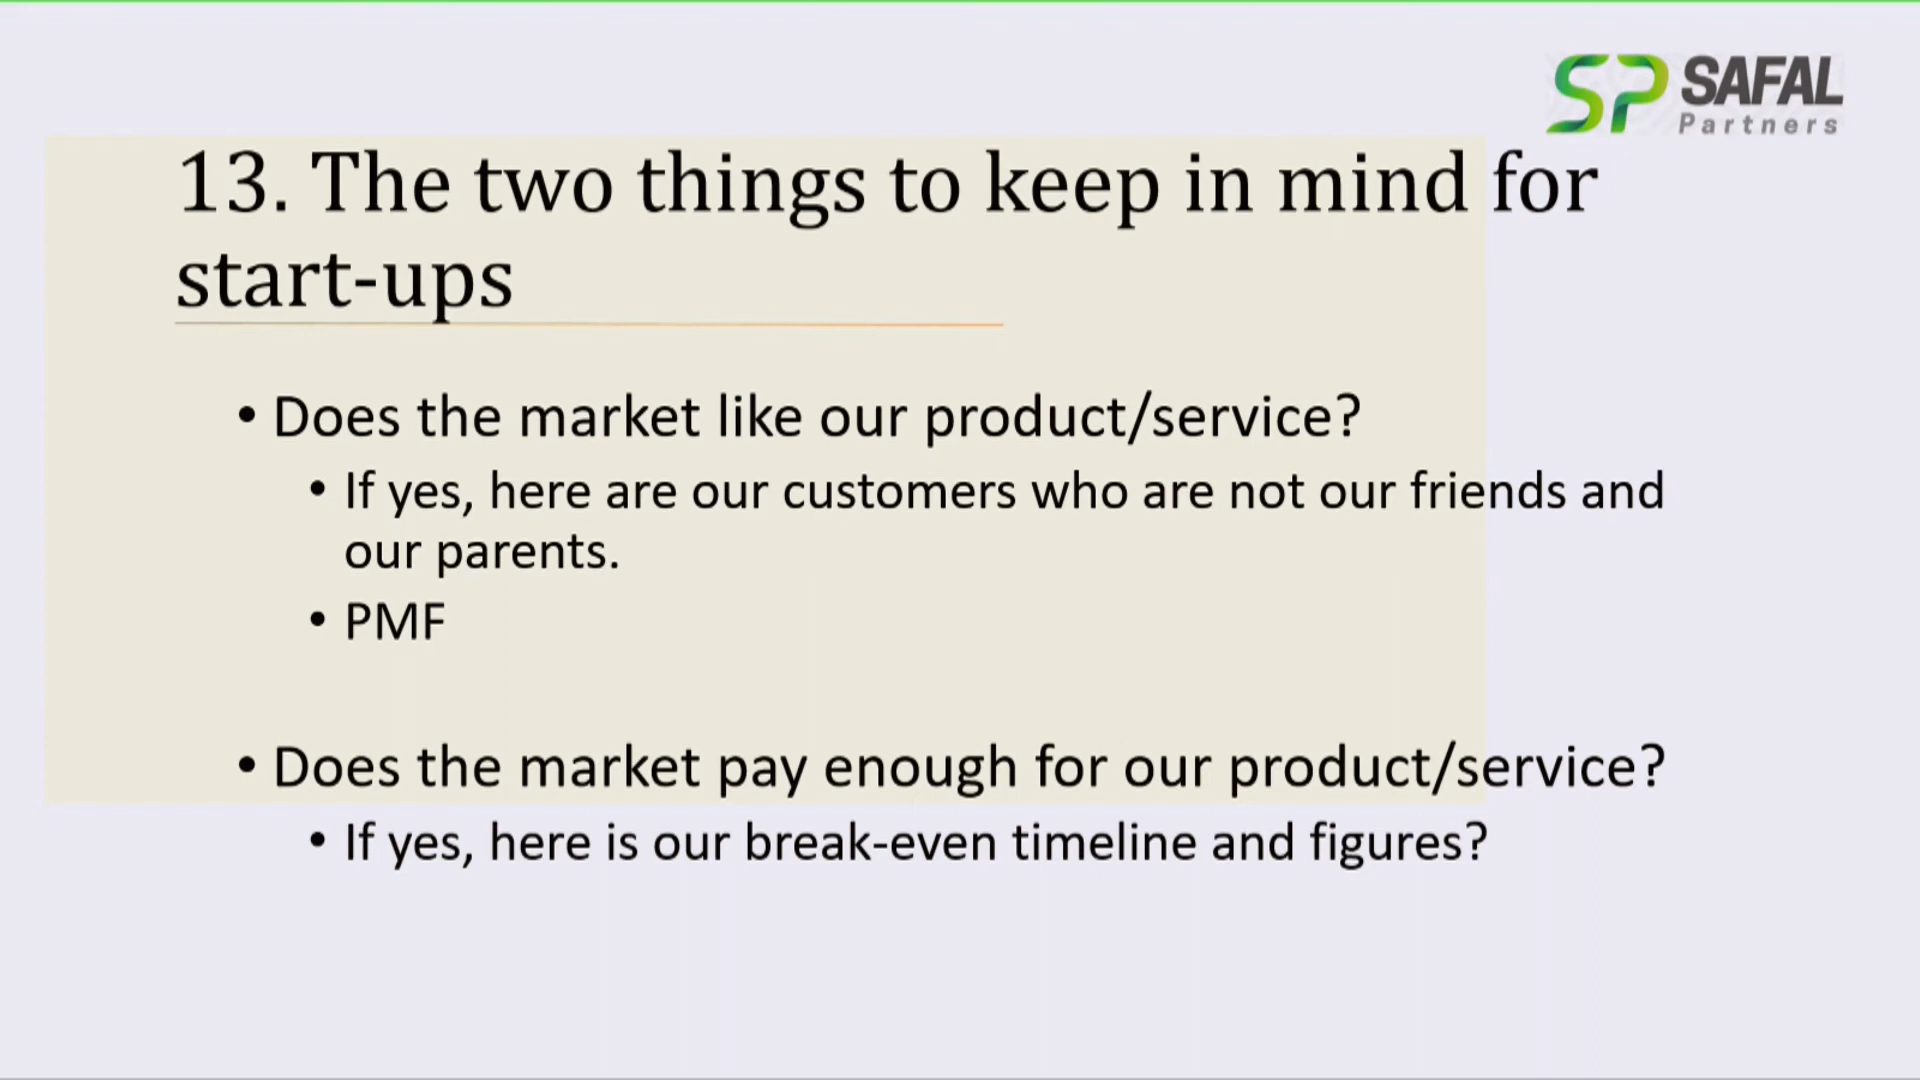 SP SAFAL
Partners
13. The two things to keep in mind for
start-ups
• Does the market like our product/service?
• If yes, here are our customers who are not our friends and
our parents.
• PMF
• Does the market pay enough for our product/service?
• If yes, here is our break-even timeline and figures?